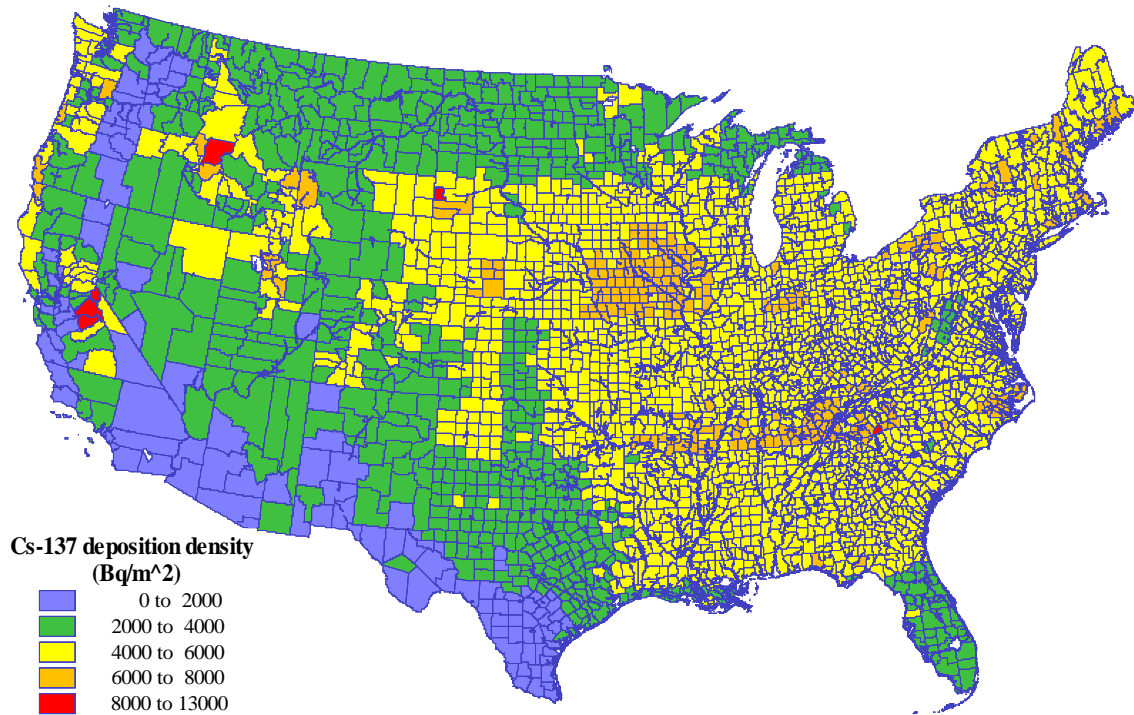 Cs-137 deposition density
(Bq/m^2)
0 to 2000
2000 to 4000
4000 to 6000
6000 to 8000
8000 to 13000